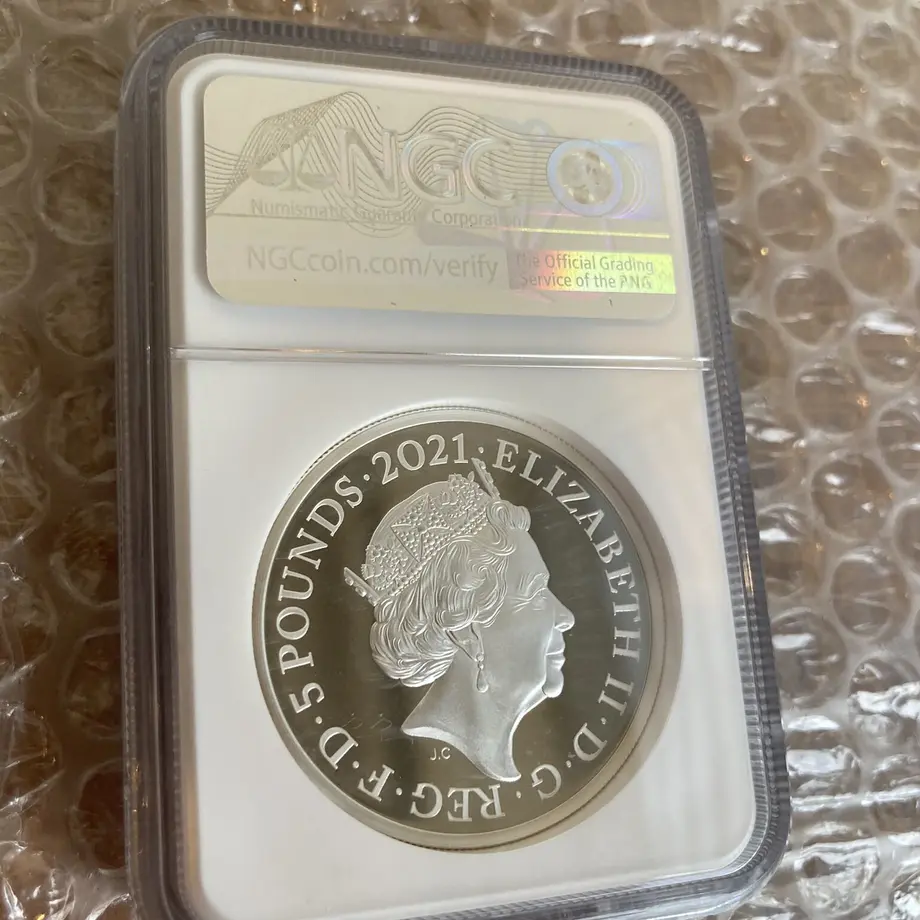 NGC
Numismatic Guaranty Corporation
NGCcoin.com/verify
The Official Grading
Service of the PNG
ELIZABETH II · D · G · REG · F · D · 5 POUNDS · 2021 ·
J.C